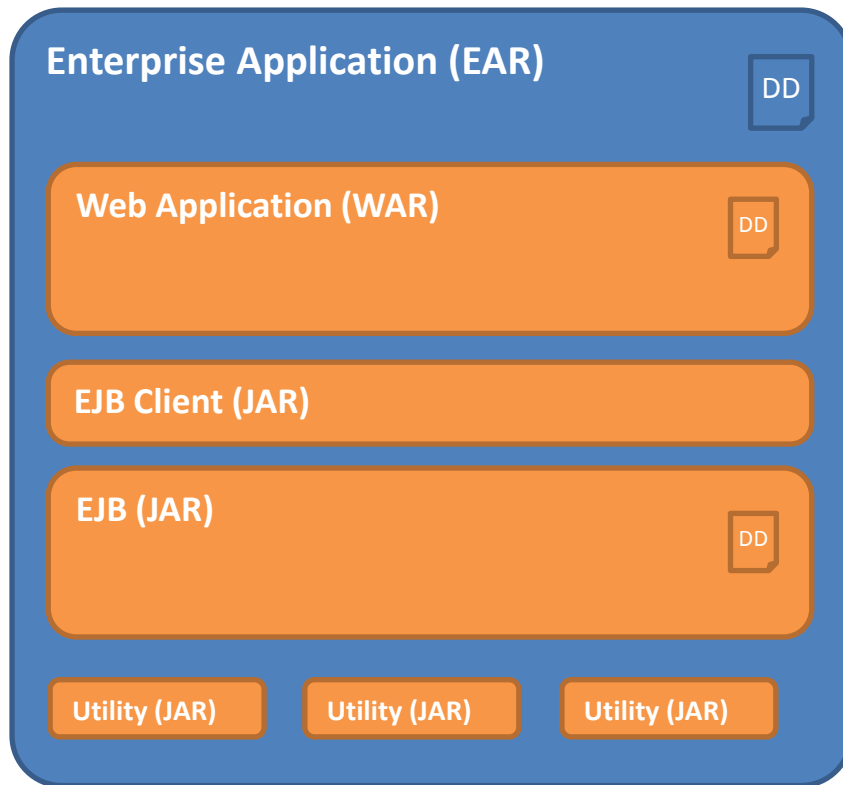 Enterprise Application (EAR)
DD
Web Application (WAR)
DD
EJB Client (JAR)
EJB (JAR)
DD
Utility (JAR)
Utility (JAR)
Utility (JAR)